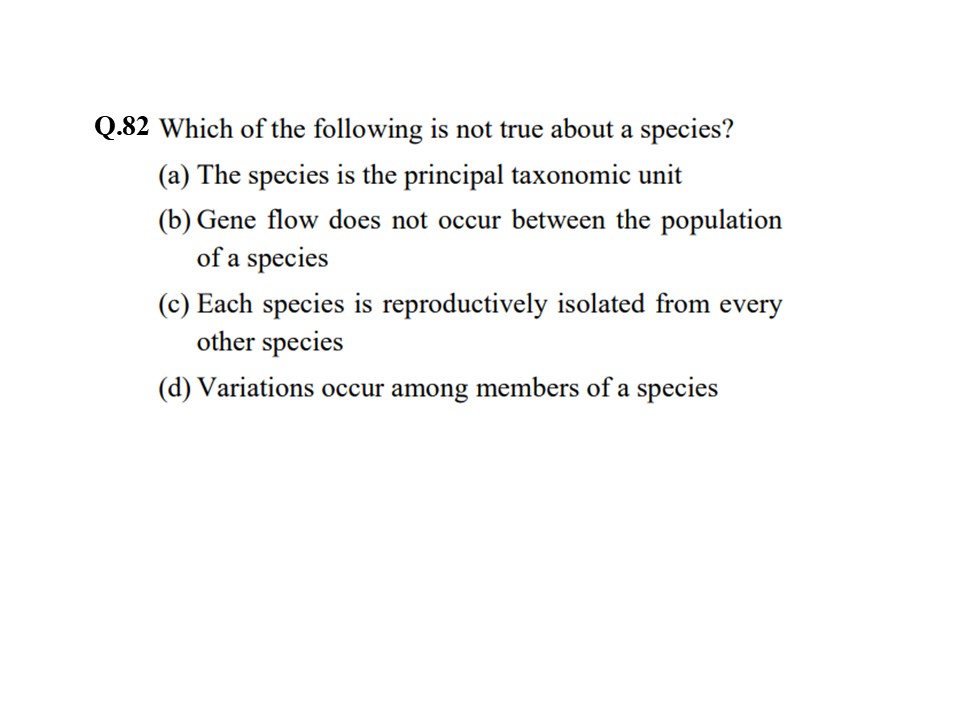 Q.82 Which of the following is not true about a species?
(a) The species is the principal taxonomic unit
(b) Gene flow does not occur between the population
of a species
(c) Each species is reproductively isolated from every
other species
(d) Variations occur among members of a species